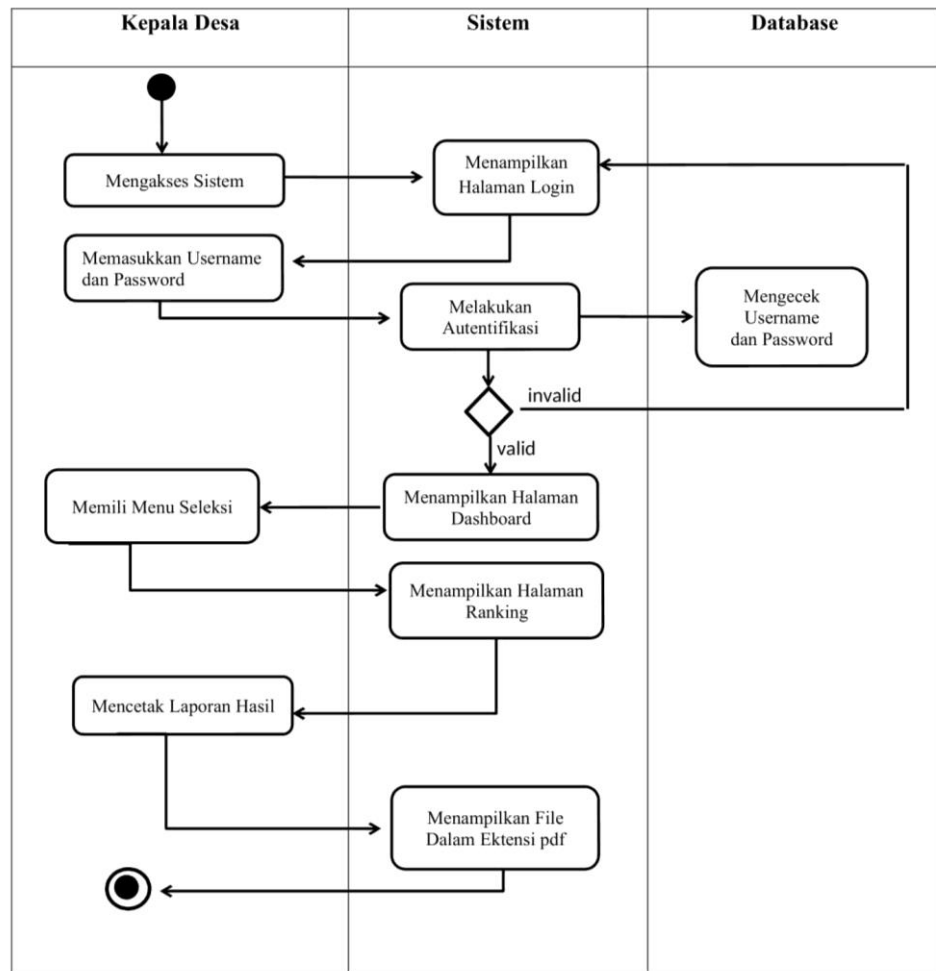 Kepala Desa
Sistem
Database
Mengakses Sistem
Menampilkan
Halaman Login
Memasukkan Username
dan Password
Melakukan
Autentifikasi
Mengecek
Username
dan Password
invalid
valid
Memili Menu Seleksi
Menampilkan Halaman
Dashboard
Menampilkan Halaman
Ranking
Mencetak Laporan Hasil
Menampilkan File
Dalam Ektensi pdf